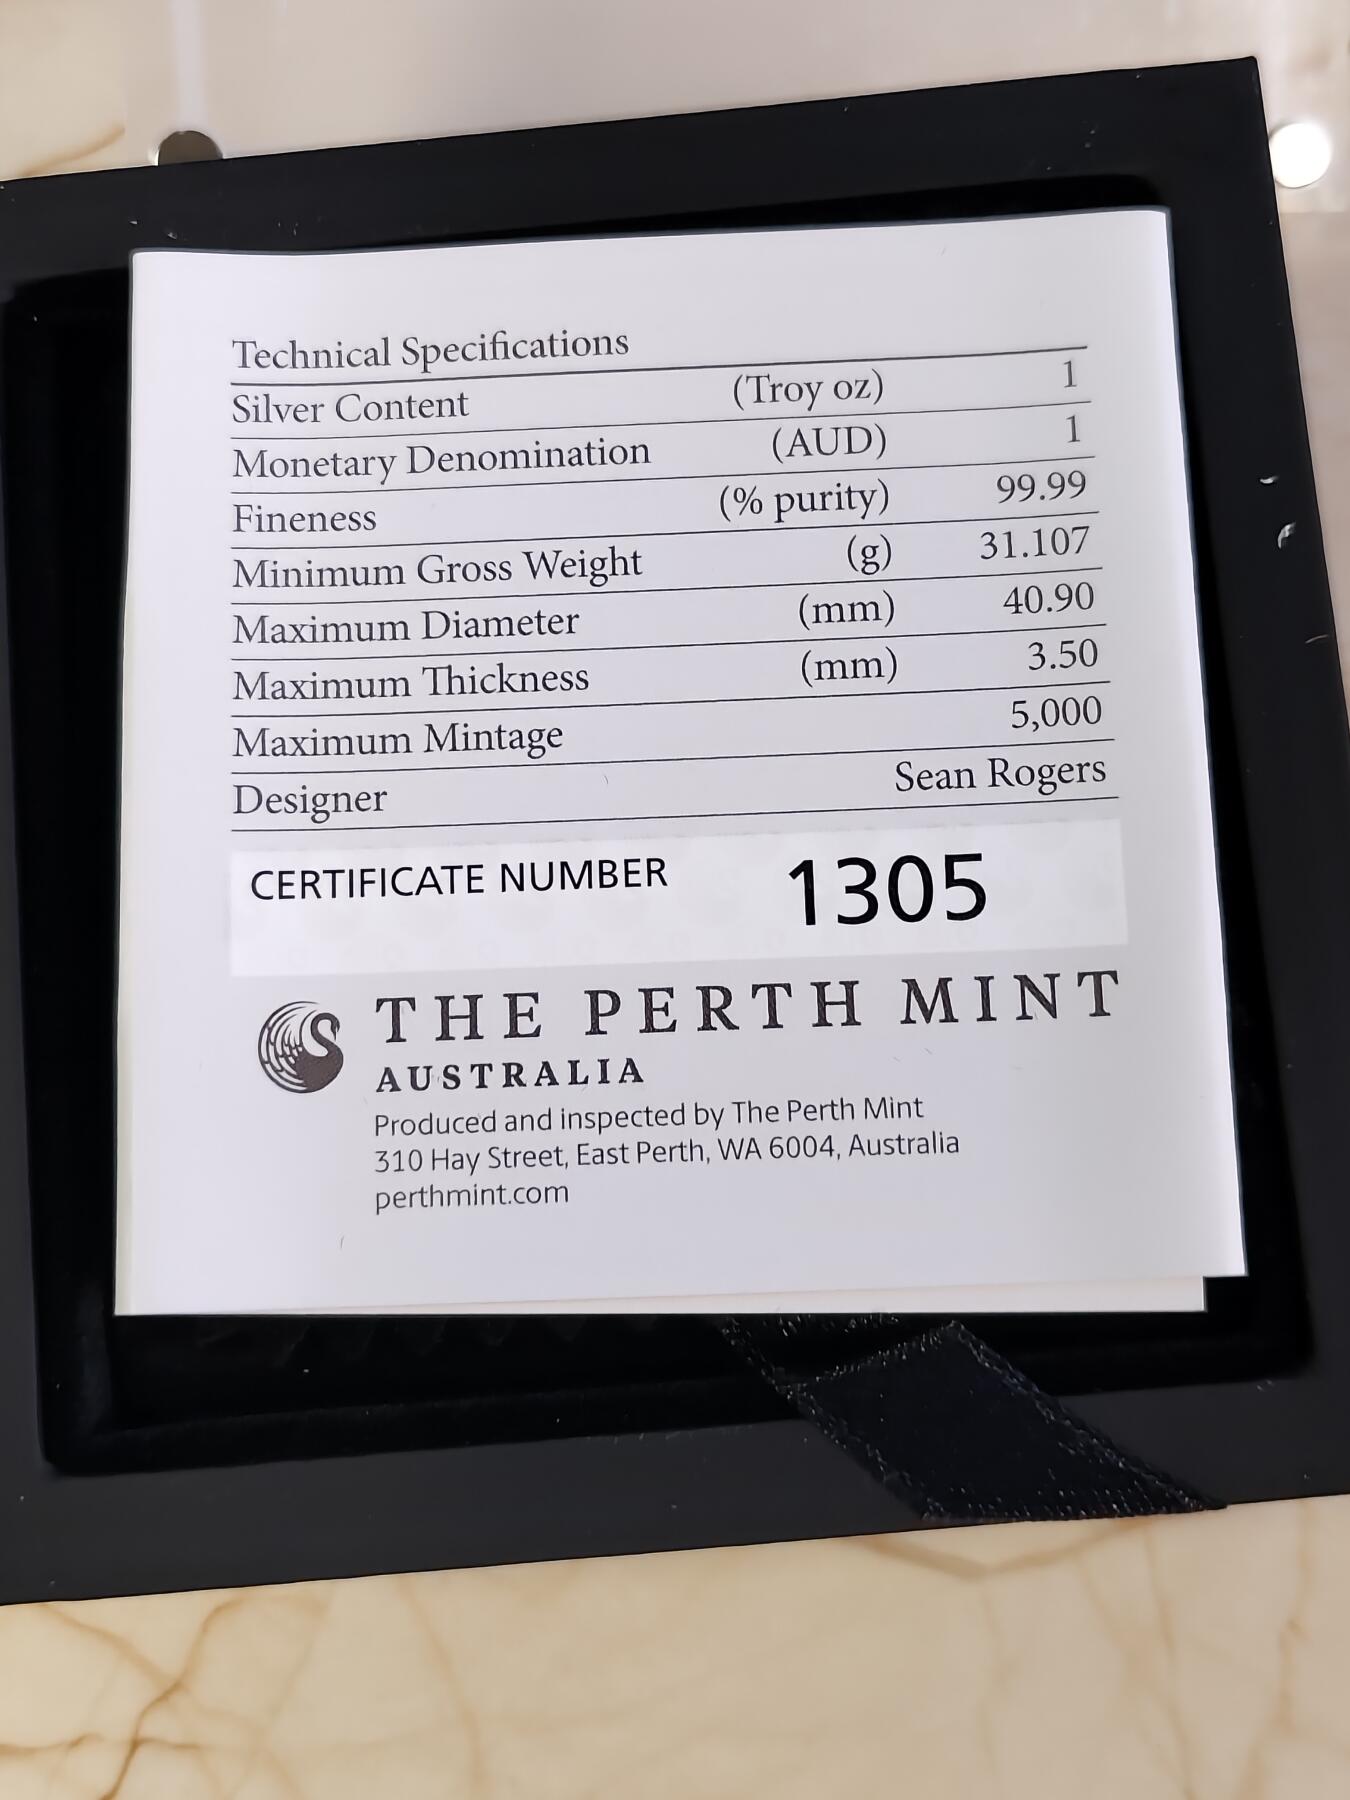 Technical Specifications
Silver Content (Troy oz) 1
Monetary Denomination (AUD) 1
Fineness (% purity) 99.99
Minimum Gross Weight (g) 31.107
Maximum Diameter (mm) 40.90
Maximum Thickness (mm) 3.50
Maximum Mintage 5,000
Designer Sean Rogers
CERTIFICATE NUMBER 1305
THE PERTH MINT
AUSTRALIA
Produced and inspected by The Perth Mint
310 Hay Street, East Perth, WA 6004, Australia
perthmint.com